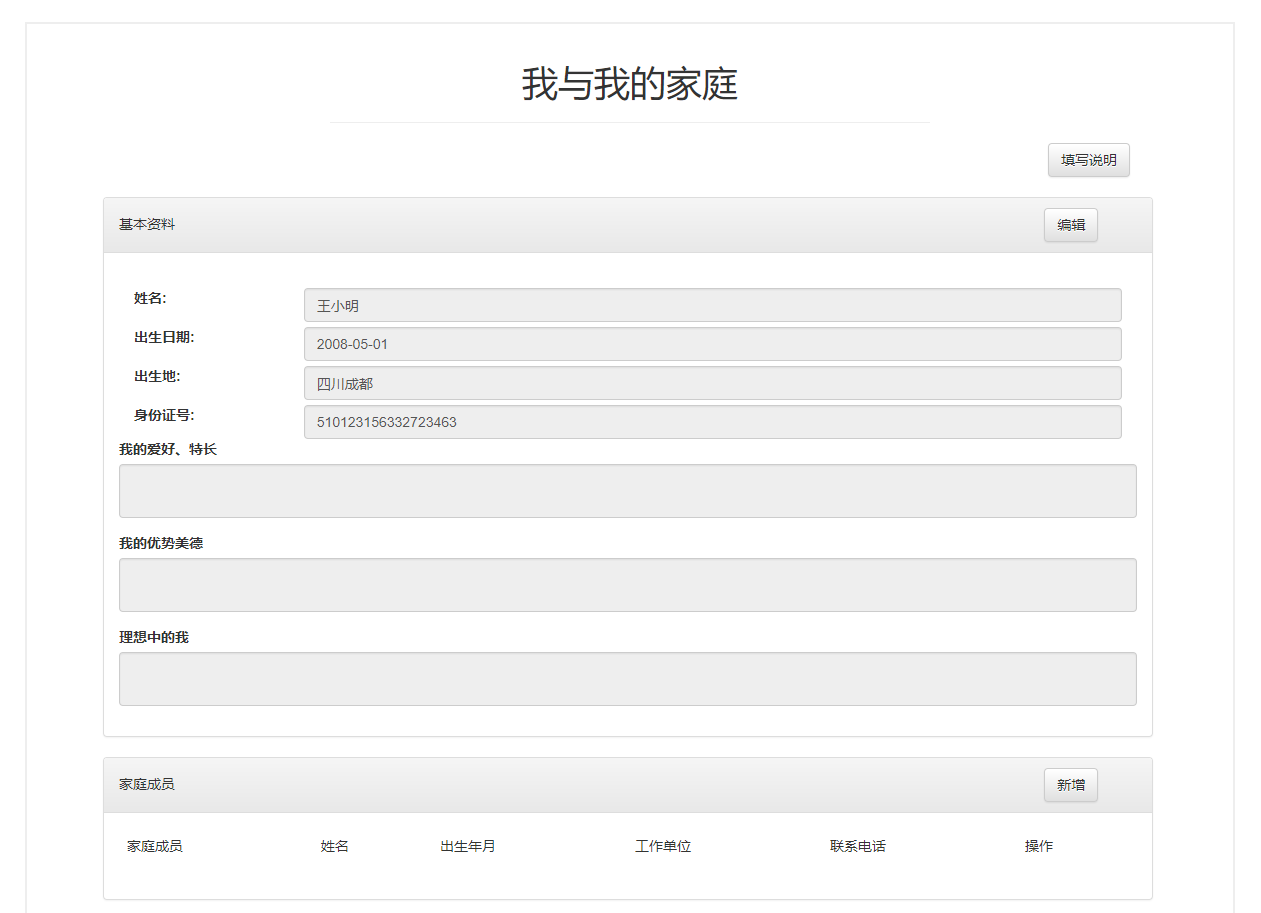 我与我的家庭
填写说明
基本资料 编辑
姓名: 王小明
出生日期: 2008-05-01
出生地: 四川成都
身份证号: 510123156332723463
我的爱好、特长
我的优势美德
理想中的我
家庭成员 新增
家庭成员 姓名 出生年月 工作单位 联系电话 操作